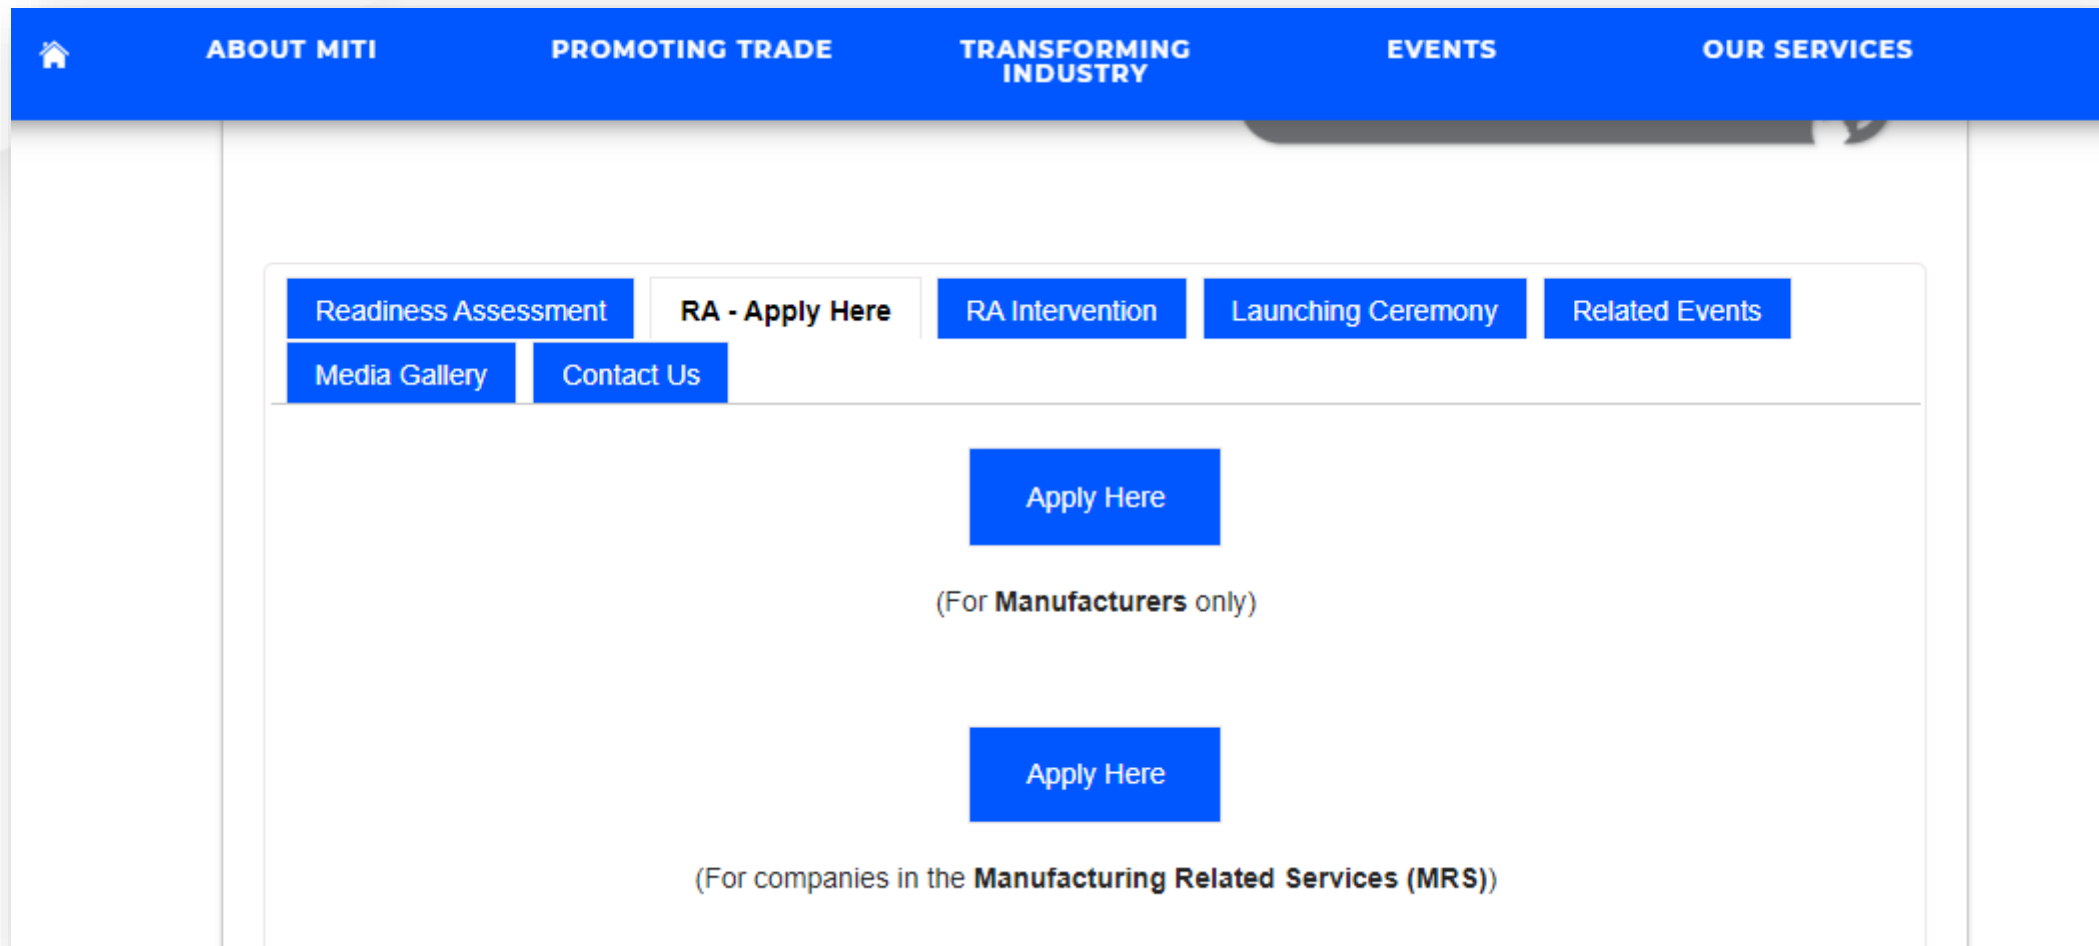 ABOUT MITI
PROMOTING TRADE
TRANSFORMING
INDUSTRY
EVENTS
OUR SERVICES
Readiness Assessment
RA - Apply Here
RA Intervention
Launching Ceremony
Related Events
Media Gallery
Contact Us
Apply Here
(For Manufacturers only)
Apply Here
(For companies in the Manufacturing Related Services (MRS))